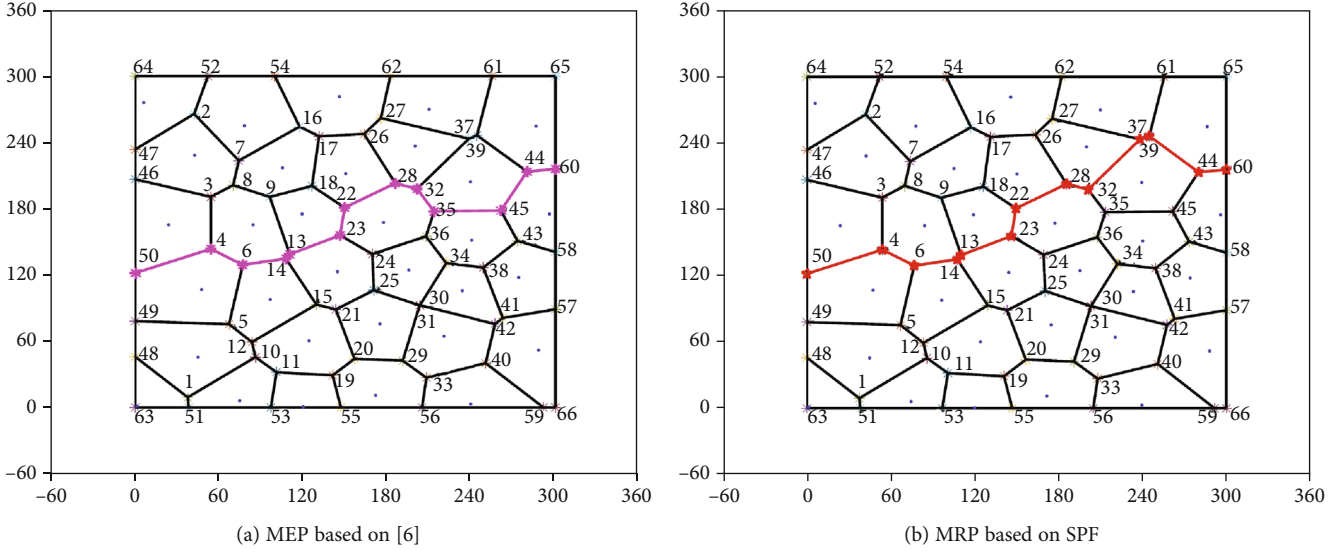 360
300
240
180
120
60
0
−60
−60 0 60 120 180 240 300 360
64 52 54 62 61 65
2 16 27 37
47 7 17 26 39 44 60
46 3 8 9 18 22 28 32
4 13 23 35 45
50 6 14 24 36 34 43 58
25 38
49 5 15 21 30 31 41 57
12 10 20 29 42
48 1 11 19 33 40
63 51 53 55 56 59 66
(a) MEP based on [6]
360
300
240
180
120
60
0
−60
−60 0 60 120 180 240 300 360
64 52 54 62 61 65
2 16 27 37
47 7 17 26 39 44 60
46 3 8 9 18 22 28 32
4 13 23 35 45
50 6 14 24 36 34 43 58
25 38
49 5 15 21 30 31 41 57
12 10 20 29 42
48 1 11 19 33 40
63 51 53 55 56 59 66
(b) MRP based on SPF